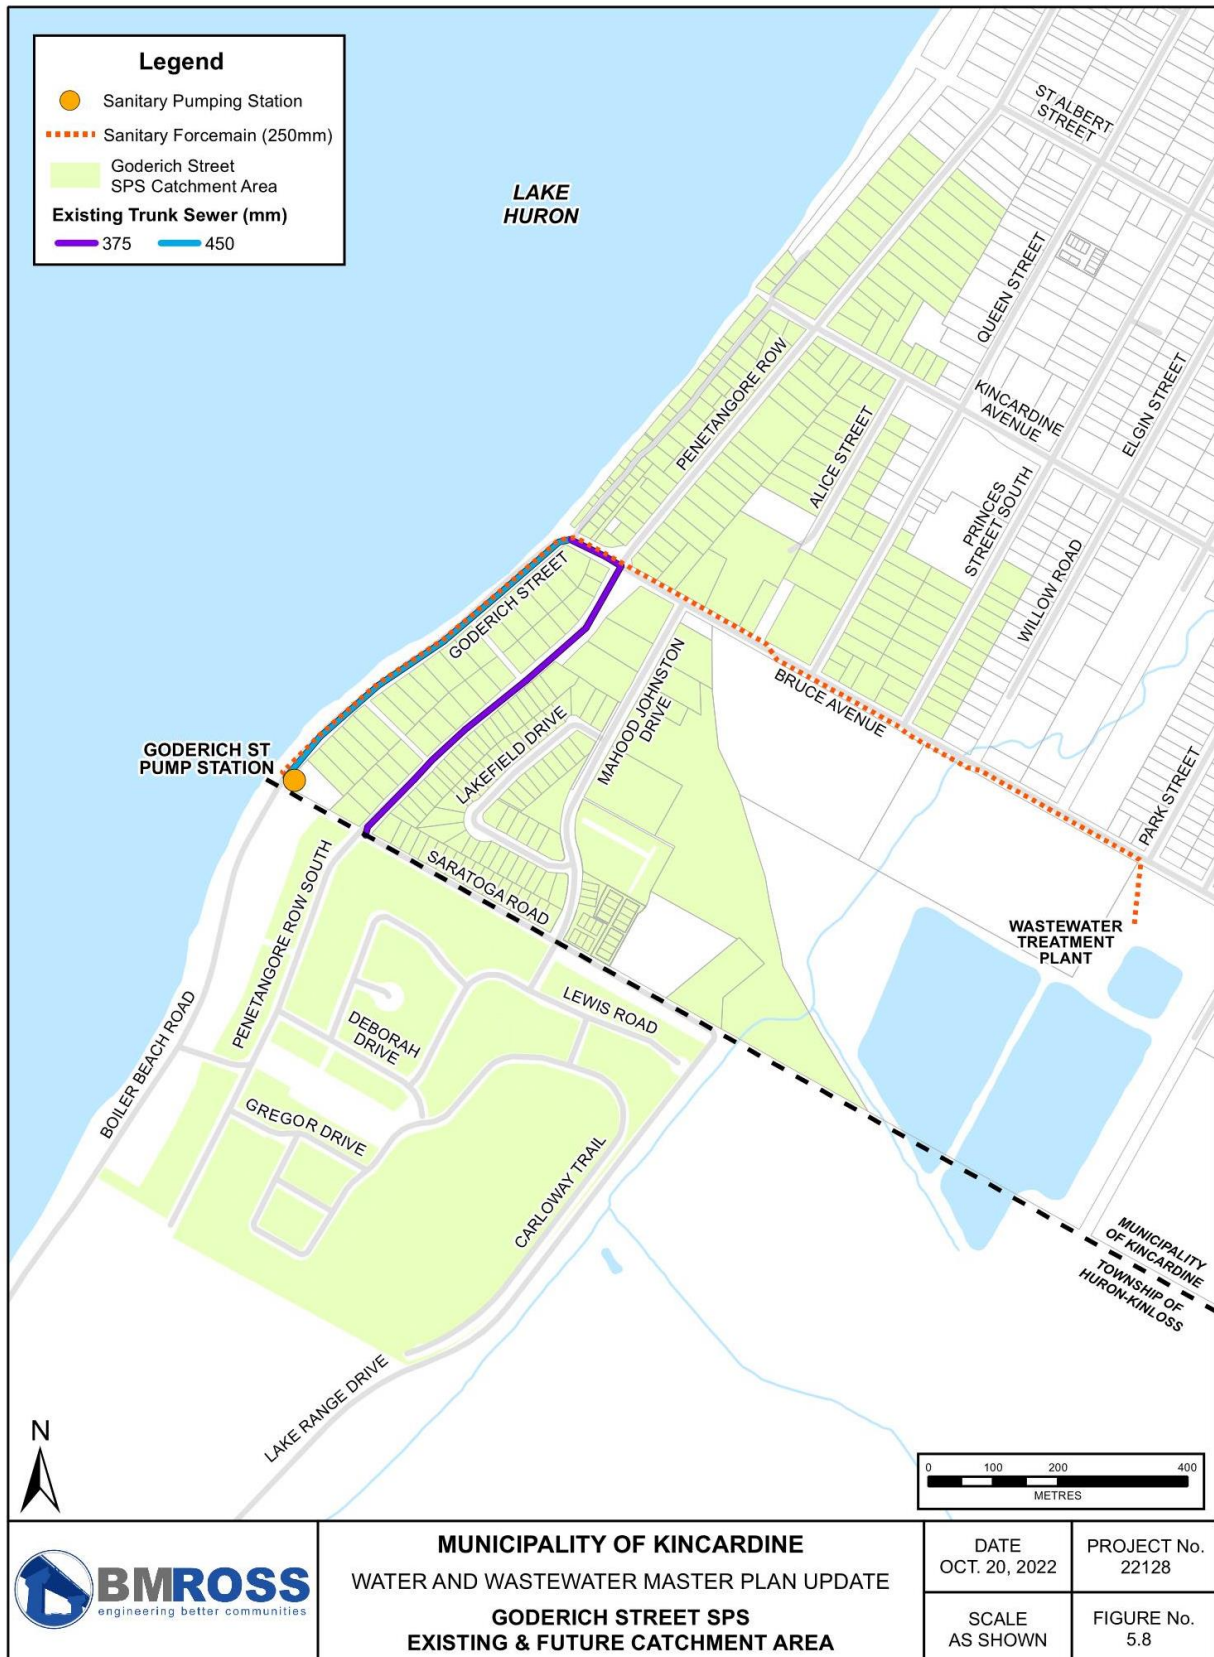 Legend
Sanitary Pumping Station
Sanitary Forcemain (250mm)
Goderich Street
SPS Catchment Area
Existing Trunk Sewer (mm)
375
450
LAKE
HURON
ST ALBERT
STREET
QUEEN STREET
PENETANGORE ROW
KINCARDINE
AVENUE
ELGIN STREET
ALICE STREET
PRINCES
STREET SOUTH
WILLOW ROAD
GODERICH STREET
MAHOOD JOHNSTON
DRIVE
BRUCE AVENUE
LAKEFIELD DRIVE
GODERICH ST
PUMP STATION
PARK STREET
SARATOGA ROAD
PENETANGORE ROW SOUTH
WASTEWATER
TREATMENT
PLANT
BOILER BEACH ROAD
DEBORAH
DRIVE
LEWIS ROAD
GREGOR DRIVE
CARLOWAY TRAIL
MUNICIPALITY
OF KINCARDINE
TOWNSHIP OF
HURON-KINLOSS
LAKE RANGE DRIVE
N
0 100 200 400
METRES
BMROSS
engineering better communities
MUNICIPALITY OF KINCARDINE
WATER AND WASTEWATER MASTER PLAN UPDATE
GODERICH STREET SPS
EXISTING & FUTURE CATCHMENT AREA
DATE
OCT. 20, 2022
PROJECT No.
22128
SCALE
AS SHOWN
FIGURE No.
5.8